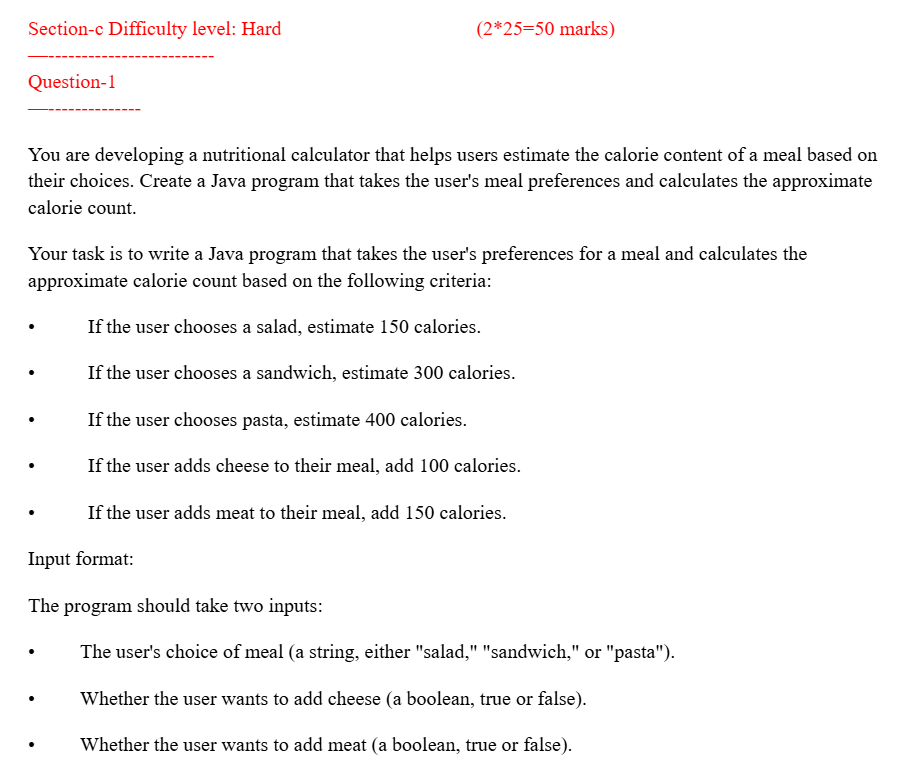 Section-c Difficulty level: Hard (2*25=50 marks)
—-------------------------
Question-1
—--------------
You are developing a nutritional calculator that helps users estimate the calorie content of a meal based on
their choices. Create a Java program that takes the user's meal preferences and calculates the approximate
calorie count.
Your task is to write a Java program that takes the user's preferences for a meal and calculates the
approximate calorie count based on the following criteria:
• If the user chooses a salad, estimate 150 calories.
• If the user chooses a sandwich, estimate 300 calories.
• If the user chooses pasta, estimate 400 calories.
• If the user adds cheese to their meal, add 100 calories.
• If the user adds meat to their meal, add 150 calories.
Input format:
The program should take two inputs:
• The user's choice of meal (a string, either "salad," "sandwich," or "pasta").
• Whether the user wants to add cheese (a boolean, true or false).
• Whether the user wants to add meat (a boolean, true or false).